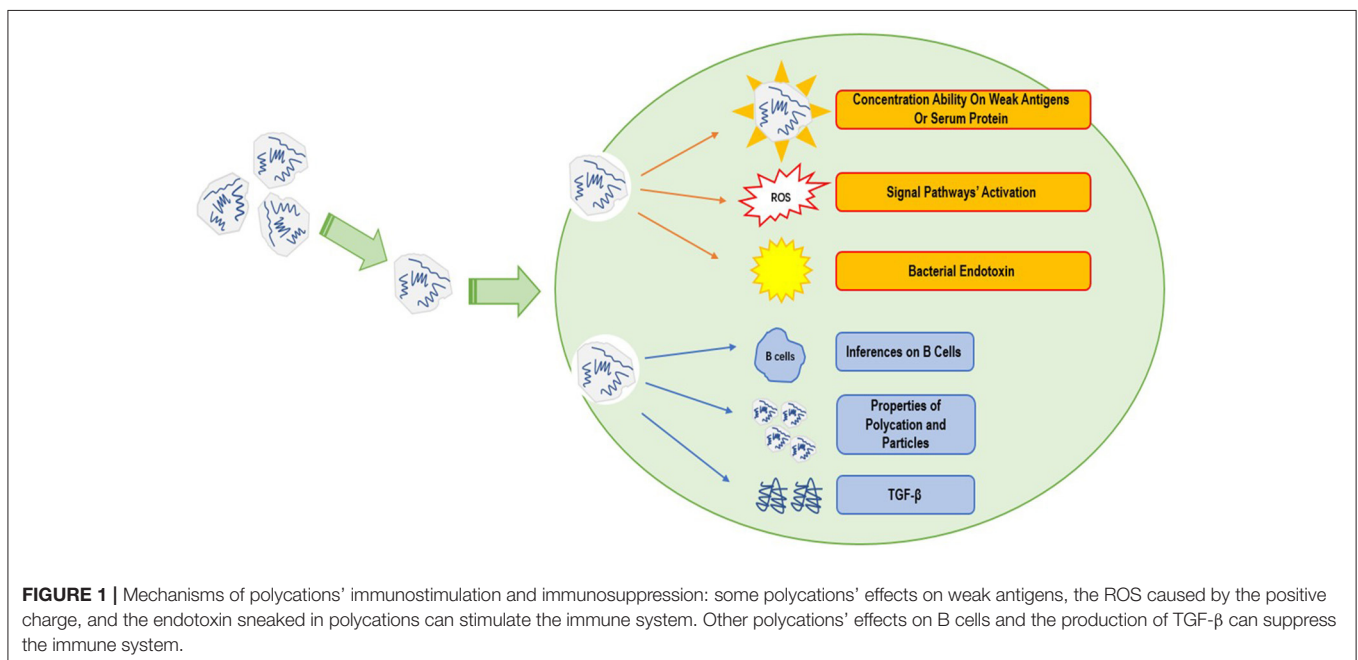 Concentration Ability On Weak Antigens
Or Serum Protein
ROS
Signal Pathways' Activation
Bacterial Endotoxin
B cells
Inferences on B Cells
Properties of
Polycation and
Particles
TGF-β
FIGURE 1 | Mechanisms of polycations' immunostimulation and immunosuppression: some polycations' effects on weak antigens, the ROS caused by the positive
charge, and the endotoxin sneaked in polycations can stimulate the immune system. Other polycations' effects on B cells and the production of TGF-β can suppress
the immune system.